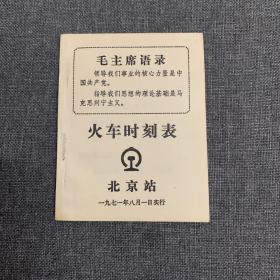 毛主席语录
领导我们事业的核心力量是中
国共产党。
指导我们思想的理论基础是马
克思列宁主义。
火车时刻表
北京站
一九七一年八月一日实行